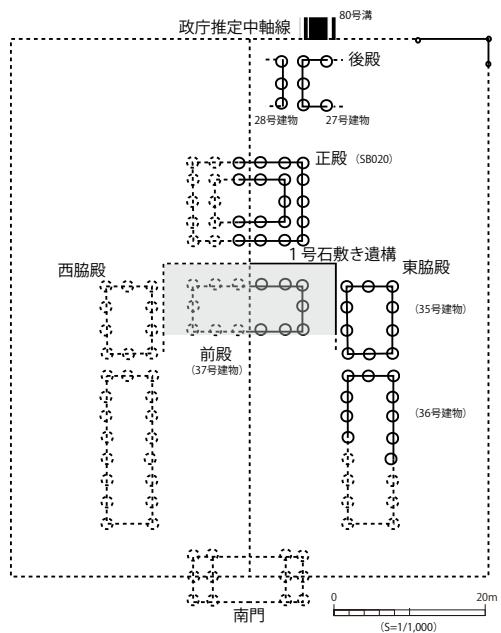 80号溝
政庁推定中軸線
後殿
28号建物
27号建物
正殿 (SB020)
1号石敷き遺構
西脇殿
東脇殿
(35号建物)
前殿
(37号建物)
(36号建物)
南門
0
20m
(S=1/1,000)